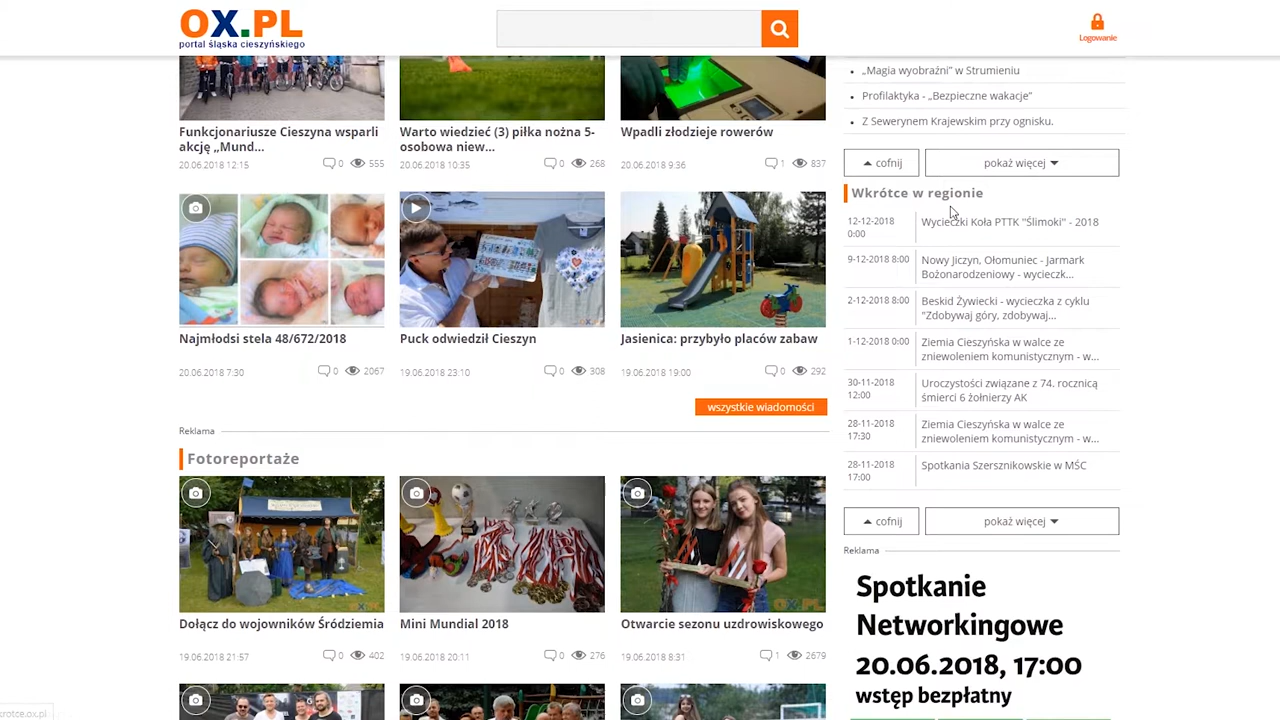 OX.PL
portal śląska cieszyńskiego
Logowanie
Funkcjonariusze Cieszyna wsparli
akcję „Mund...
20.06.2018 12:15
0
555
Warto wiedzieć (3) piłka nożna 5-
osobowa niew...
20.06.2018 10:35
0
268
Wpadli złodzieje rowerów
20.06.2018 9:36
1
837
Najmłodsi stela 48/672/2018
20.06.2018 7:30
0
2067
Puck odwiedził Cieszyn
19.06.2018 23:10
0
308
Jasienica: przybyło placów zabaw
19.06.2018 19:00
0
292
wszystkie wiadomości
Reklama
Fotoreportaże
Dołącz do wojowników Śródziemia
19.06.2018 21:57
0
402
Mini Mundial 2018
19.06.2018 20:11
0
276
Otwarcie sezonu uzdrowiskowego
19.06.2018 8:31
1
2679
„Magia wyobraźni” w Strumieniu
Profilaktyka - „Bezpieczne wakacje”
Z Sewerynem Krajewskim przy ognisku.
cofnij
pokaż więcej
Wkrótce w regionie
12-12-2018
0:00
Wycieczki Koła PTTK "Ślimoki" - 2018
9-12-2018 8:00
Nowy Jiczyn, Ołomuniec - Jarmark
Bożonarodzeniowy - wycieczk...
2-12-2018 8:00
Beskid Żywiecki - wycieczka z cyklu
"Zdobywaj góry, zdobywaj...
1-12-2018 0:00
Ziemia Cieszyńska w walce ze
zniewoleniem komunistycznym - w...
30-11-2018
12:00
Uroczystości związane z 74. rocznicą
śmierci 6 żołnierzy AK
28-11-2018
17:30
Ziemia Cieszyńska w walce ze
zniewoleniem komunistycznym - w...
28-11-2018
17:00
Spotkania Szersznikowskie w MŚC
cofnij
pokaż więcej
Reklama
Spotkanie
Networkingowe
20.06.2018, 17:00
wstęp bezpłatny
krotce.ox.pl